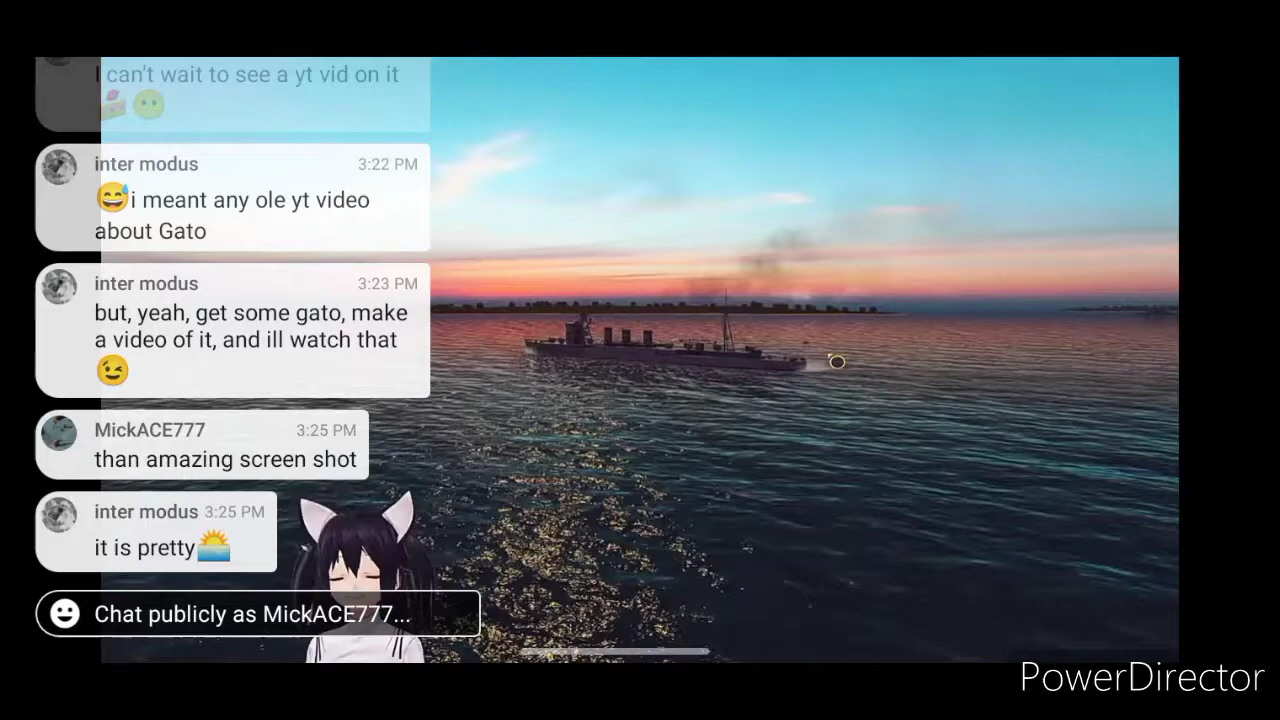 I can't wait to see a yt vid on it
🍰😶
inter modus 3:22 PM
😅i meant any ole yt video
about Gato
inter modus 3:23 PM
but, yeah, get some gato, make
a video of it, and ill watch that
😉
MickACE777 3:25 PM
than amazing screen shot
inter modus 3:25 PM
it is pretty🌅
Chat publicly as MickACE777...
PowerDirector